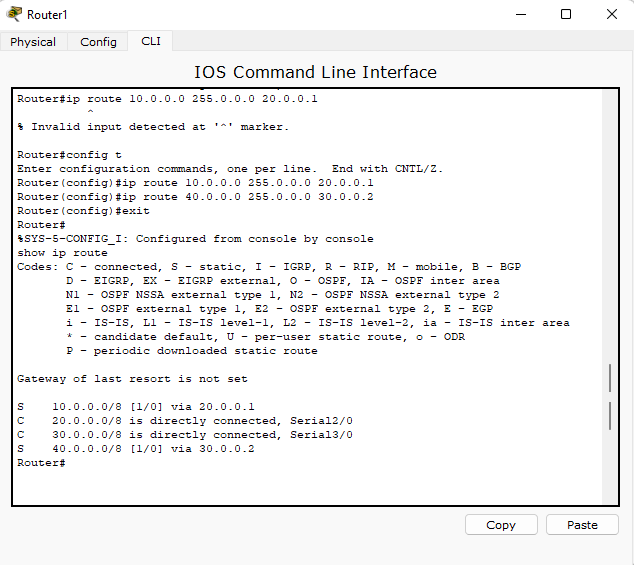 Router1
Physical Config CLI
IOS Command Line Interface
Router#ip route 10.0.0.0 255.0.0.0 20.0.0.1
^
% Invalid input detected at '^' marker.
Router#config t
Enter configuration commands, one per line. End with CNTL/Z.
Router(config)#ip route 10.0.0.0 255.0.0.0 20.0.0.1
Router(config)#ip route 40.0.0.0 255.0.0.0 30.0.0.2
Router(config)#exit
Router#
%SYS-5-CONFIG_I: Configured from console by console
show ip route
Codes: C - connected, S - static, I - IGRP, R - RIP, M - mobile, B - BGP
D - EIGRP, EX - EIGRP external, O - OSPF, IA - OSPF inter area
N1 - OSPF NSSA external type 1, N2 - OSPF NSSA external type 2
E1 - OSPF external type 1, E2 - OSPF external type 2, E - EGP
i - IS-IS, L1 - IS-IS level-1, L2 - IS-IS level-2, ia - IS-IS inter area
* - candidate default, U - per-user static route, o - ODR
P - periodic downloaded static route
Gateway of last resort is not set
S 10.0.0.0/8 [1/0] via 20.0.0.1
C 20.0.0.0/8 is directly connected, Serial2/0
C 30.0.0.0/8 is directly connected, Serial3/0
S 40.0.0.0/8 [1/0] via 30.0.0.2
Router#
Copy Paste